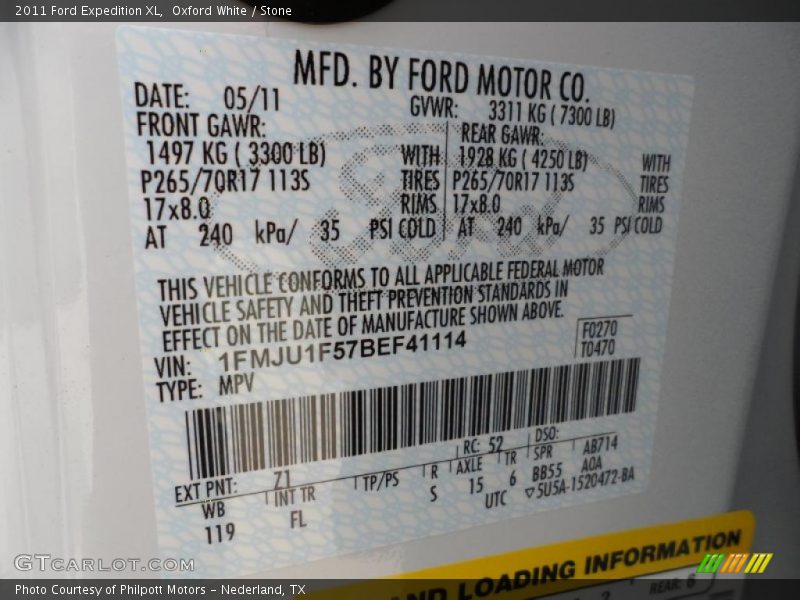 2011 Ford Expedition XL, Oxford White / Stone
MFD. BY FORD MOTOR CO.
DATE: 05/11 GVWR: 3311 KG ( 7300 LB)
FRONT GAWR: REAR GAWR:
1497 KG ( 3300 LB) WITH 1928 KG ( 4250 LB) WITH
P265/70R17 113S TIRES P265/70R17 113S TIRES
17x8.0 RIMS 17x8.0 RIMS
AT 240 kPa/ 35 PSI COLD AT 240 kPa/ 35 PSI COLD
THIS VEHICLE CONFORMS TO ALL APPLICABLE FEDERAL MOTOR
VEHICLE SAFETY AND THEFT PREVENTION STANDARDS IN
EFFECT ON THE DATE OF MANUFACTURE SHOWN ABOVE.
VIN: 1FMJU1F57BEF41114 F0270
TYPE: MPV T0470
EXT PNT: Z1 RC: 52 DSO:
WB INT TR TP/PS R AXLE TR SPR AB714
119 FL S 15 6 BB55 AOA
UTC ▽5U5A-1520472-BA
AND LOADING INFORMATION
REAR: 6
GTCARLOT.COM
Photo Courtesy of Philpott Motors – Nederland, TX